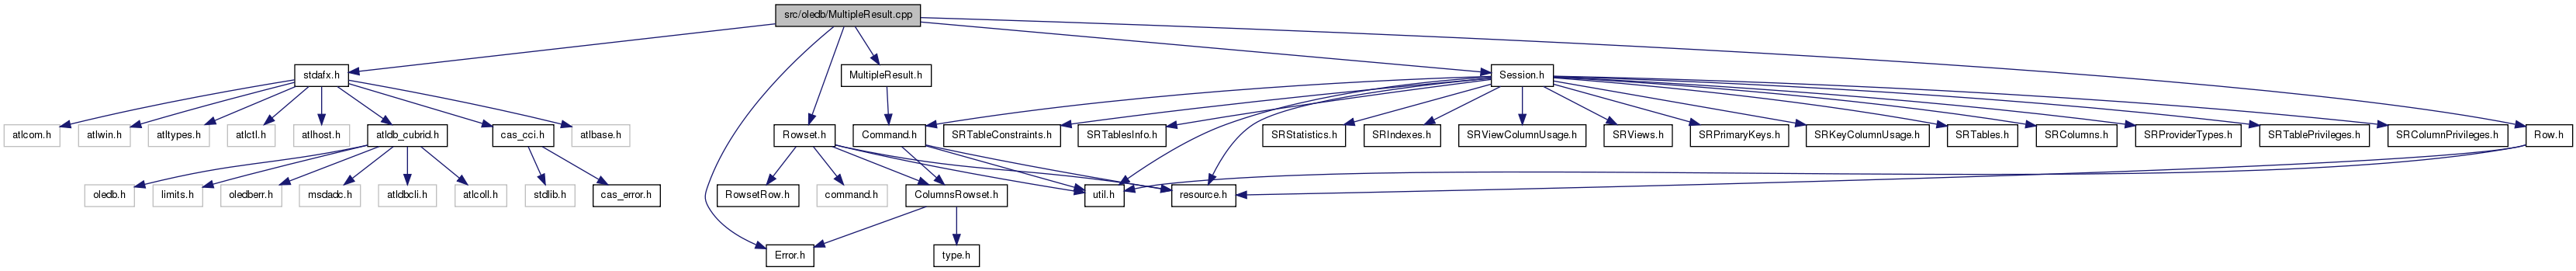 src/oledb/MultipleResult.cpp
stdafx.h
MultipleResult.h
Session.h
atlcom.h
atlwin.h
atltypes.h
atlctl.h
atlhost.h
atldb_cubrid.h
cas_cci.h
atlbase.h
Rowset.h
Command.h
SRTableConstraints.h
SRTablesInfo.h
SRStatistics.h
SRIndexes.h
SRViewColumnUsage.h
SRViews.h
SRPrimaryKeys.h
SRKeyColumnUsage.h
SRTables.h
SRColumns.h
SRProviderTypes.h
SRTablePrivileges.h
SRColumnPrivileges.h
Row.h
oledb.h
limits.h
oledberr.h
msdadc.h
atldbcli.h
atlcoll.h
stdlib.h
cas_error.h
RowsetRow.h
command.h
ColumnsRowset.h
util.h
resource.h
Error.h
type.h